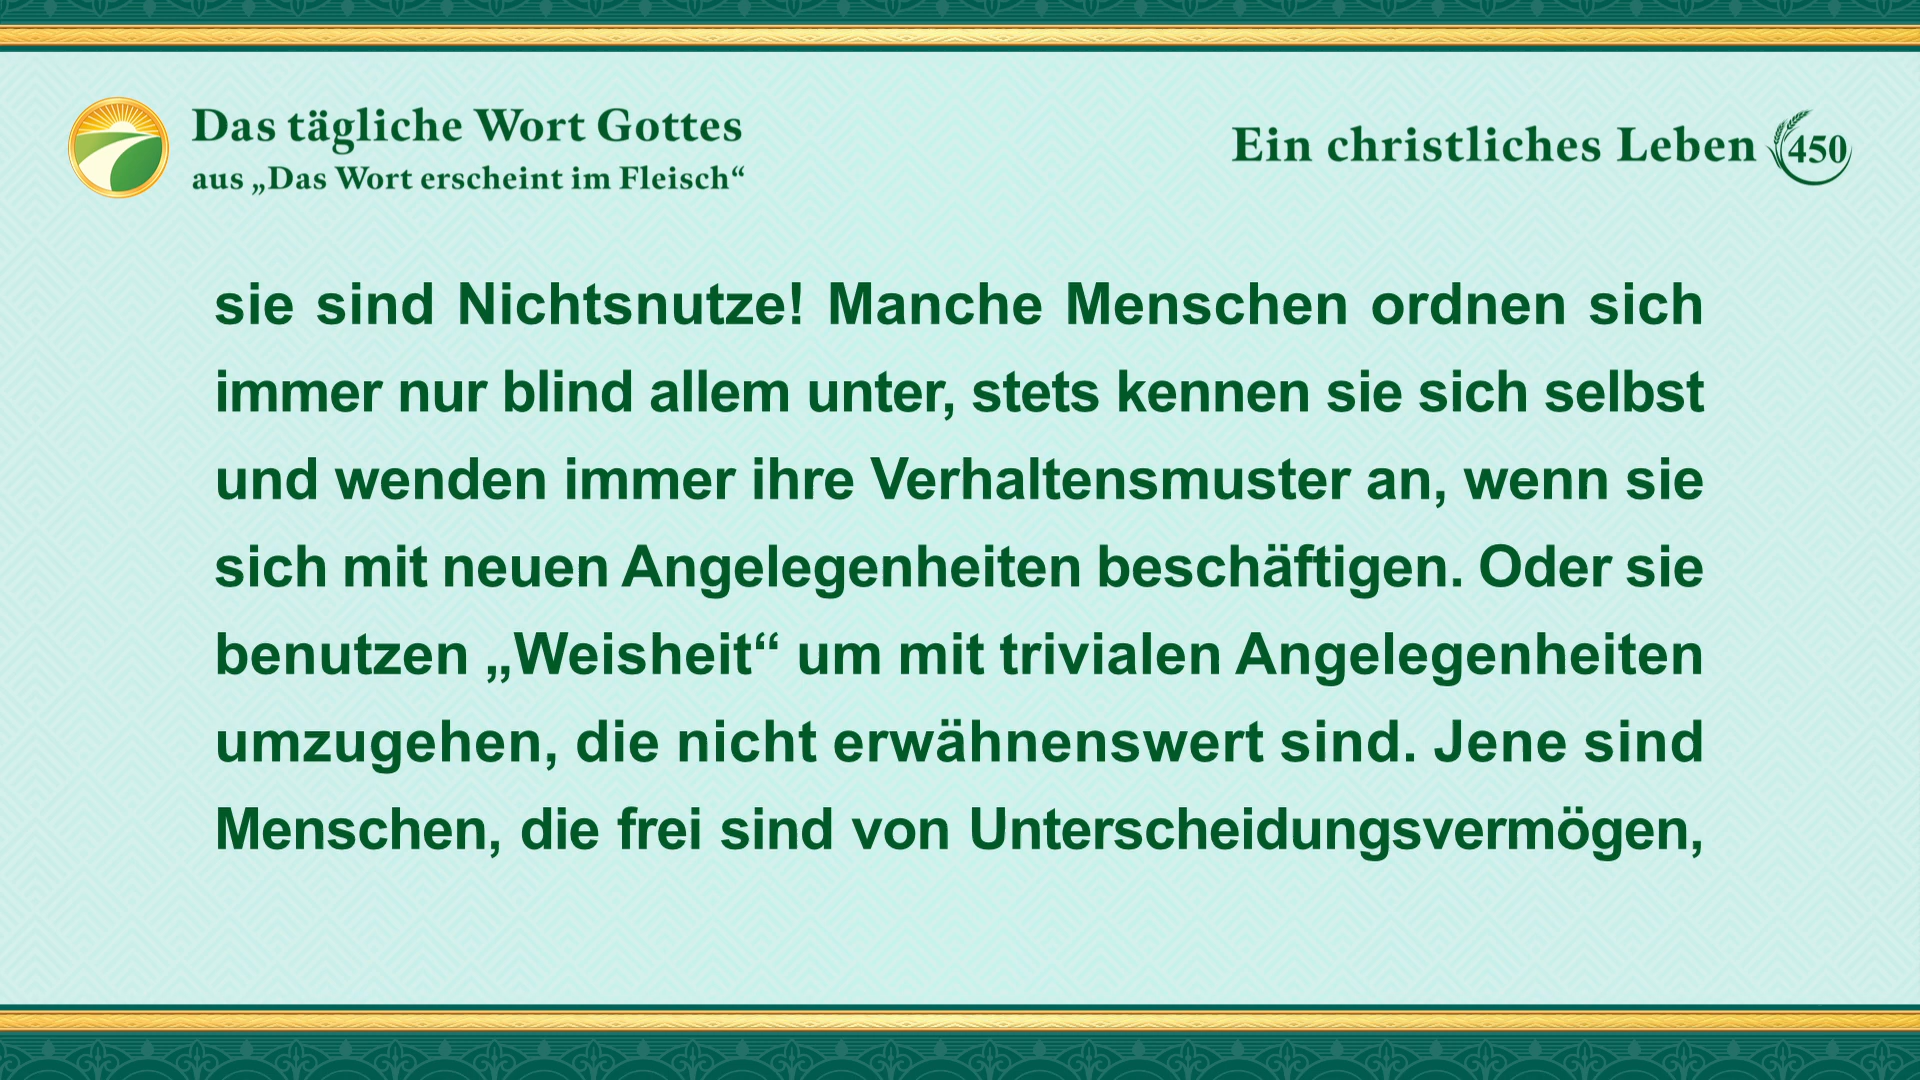 Das tägliche Wort Gottes
aus „Das Wort erscheint im Fleisch“
Ein christliches Leben 450
sie sind Nichtsnutze! Manche Menschen ordnen sich
immer nur blind allem unter, stets kennen sie sich selbst
und wenden immer ihre Verhaltensmuster an, wenn sie
sich mit neuen Angelegenheiten beschäftigen. Oder sie
benutzen „Weisheit“ um mit trivialen Angelegenheiten
umzugehen, die nicht erwähnenswert sind. Jene sind
Menschen, die frei sind von Unterscheidungsvermögen,